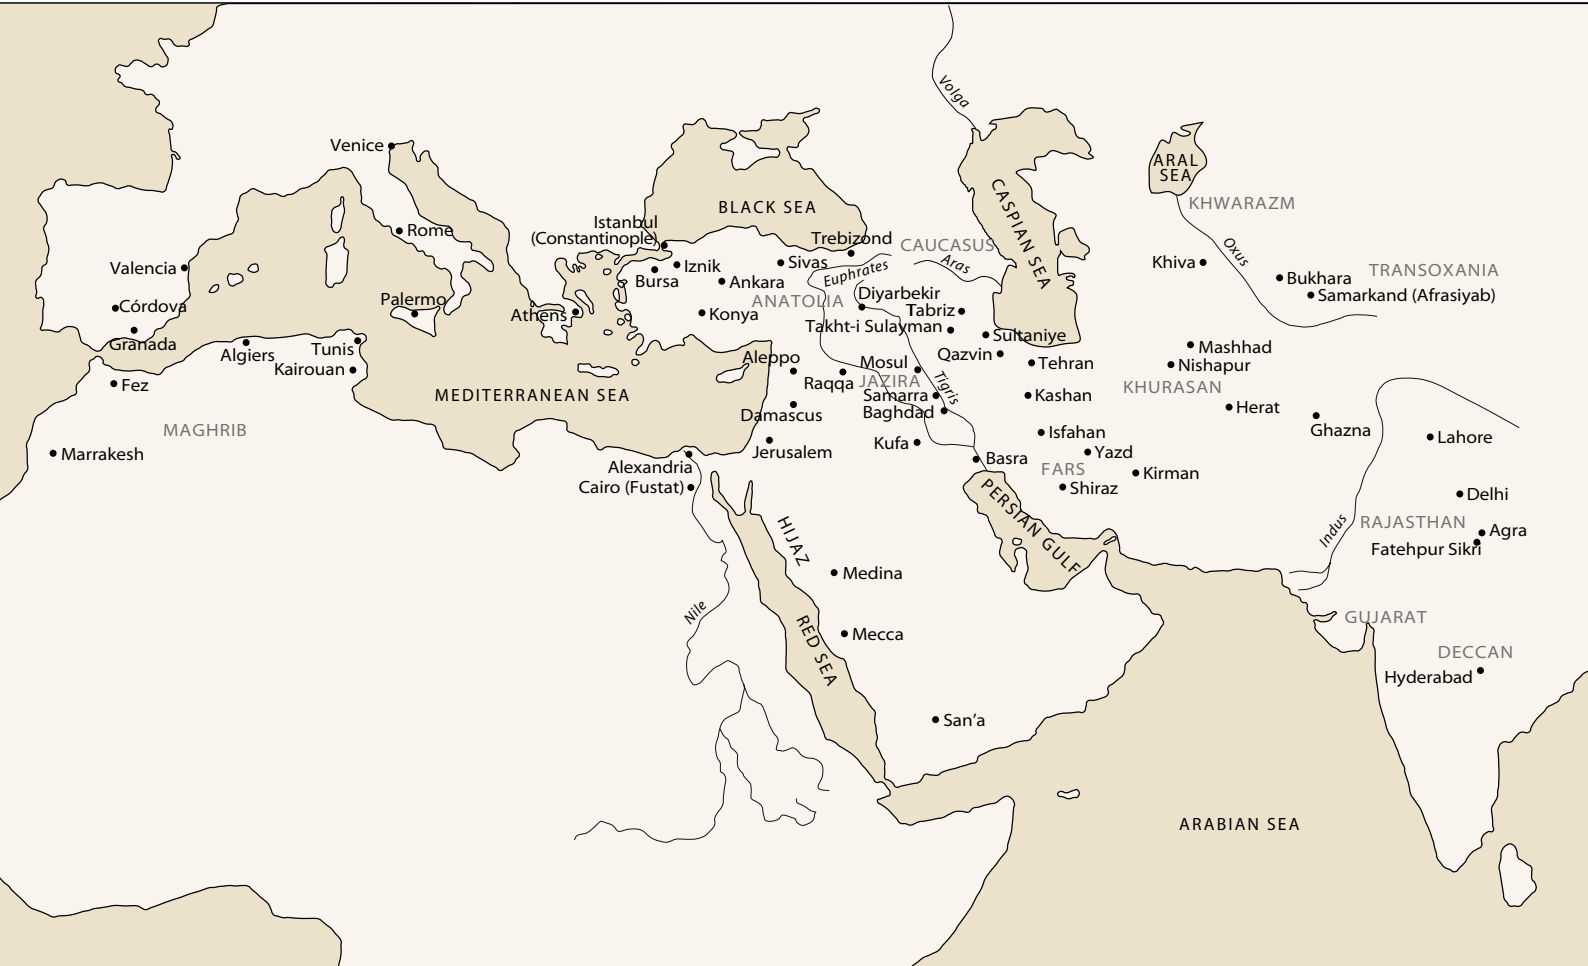 Volga
Venice
ARAL
SEA
CASPIAN SEA
KHWARAZM
BLACK SEA
Istanbul
(Constantinople)
Rome
Trebizond
CAUCASUS
Oxus
Valencia
Iznik
Sivas
Euphrates
Aras
Khiva
Bukhara
TRANSOXANIA
Bursa
Ankara
Samarkand (Afrasiyab)
Córdova
Palermo
ANATOLIA
Diyarbekir
Athens
Konya
Tabriz
Takht-i Sulayman
Sultaniye
Granada
Algiers
Tunis
Kairouan
Aleppo
Mosul
Qazvin
Tehran
Mashhad
Nishapur
Fez
Raqqa
JAZIRA
Tigris
KHURASAN
MEDITERRANEAN SEA
Samarra
Kashan
Damascus
Baghdad
Herat
Ghazna
MAGHRIB
Isfahan
Lahore
Marrakesh
Jerusalem
Kufa
Basra
Yazd
Alexandria
FARS
Kirman
Cairo (Fustat)
Shiraz
Delhi
PERSIAN GULF
HIJAZ
Indus
RAJASTHAN
Agra
Fatehpur Sikri
Medina
Nile
GUJARAT
RED SEA
Mecca
DECCAN
Hyderabad
San’a
ARABIAN SEA